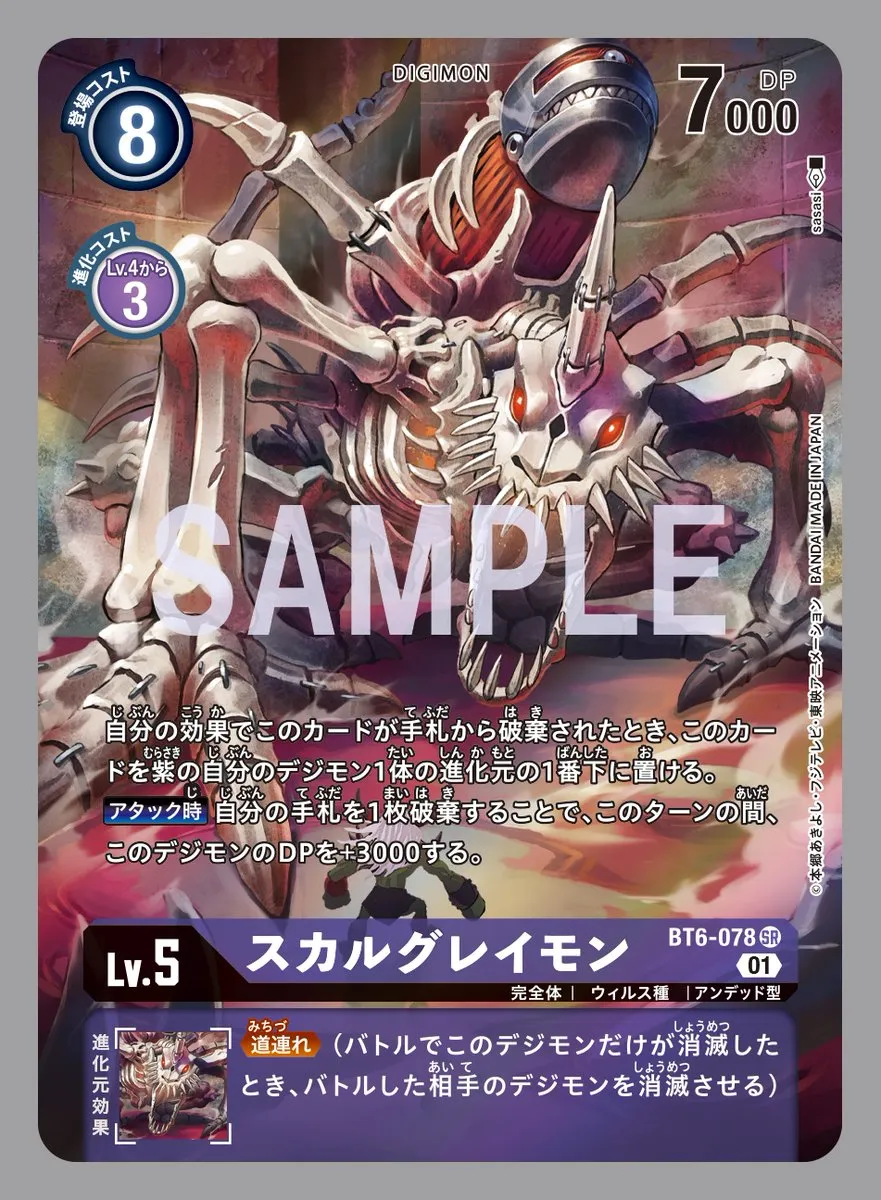 登場コスト
8
DIGIMON
7000
DP
sasasi
進化コスト
Lv.4から
3
SAMPLE
自分の効果でこのカードが手札から破棄されたとき、このカー
ドを紫の自分のデジモン1体の進化元の1番下に置ける。
アタック時 自分の手札を1枚破棄することで、このターンの間、
このデジモンのDPを+3000する。
©本郷あきよし・フジテレビ・東映アニメーション BANDAI MADE IN JAPAN
Lv.5
スカルグレイモン
BT6-078 SR
01
完全体 | ウィルス種 | アンデッド型
進化元効果
道連れ (バトルでこのデジモンだけが消滅した
とき、バトルした相手のデジモンを消滅させる)